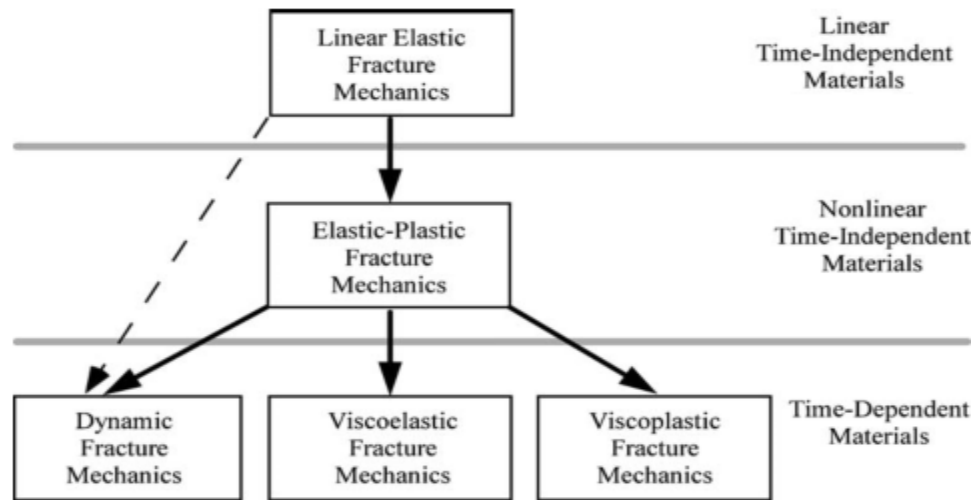 Linear Elastic
Fracture
Mechanics
Linear
Time-Independent
Materials
Elastic-Plastic
Fracture
Mechanics
Nonlinear
Time-Independent
Materials
Dynamic
Fracture
Mechanics
Viscoelastic
Fracture
Mechanics
Viscoplastic
Fracture
Mechanics
Time-Dependent
Materials